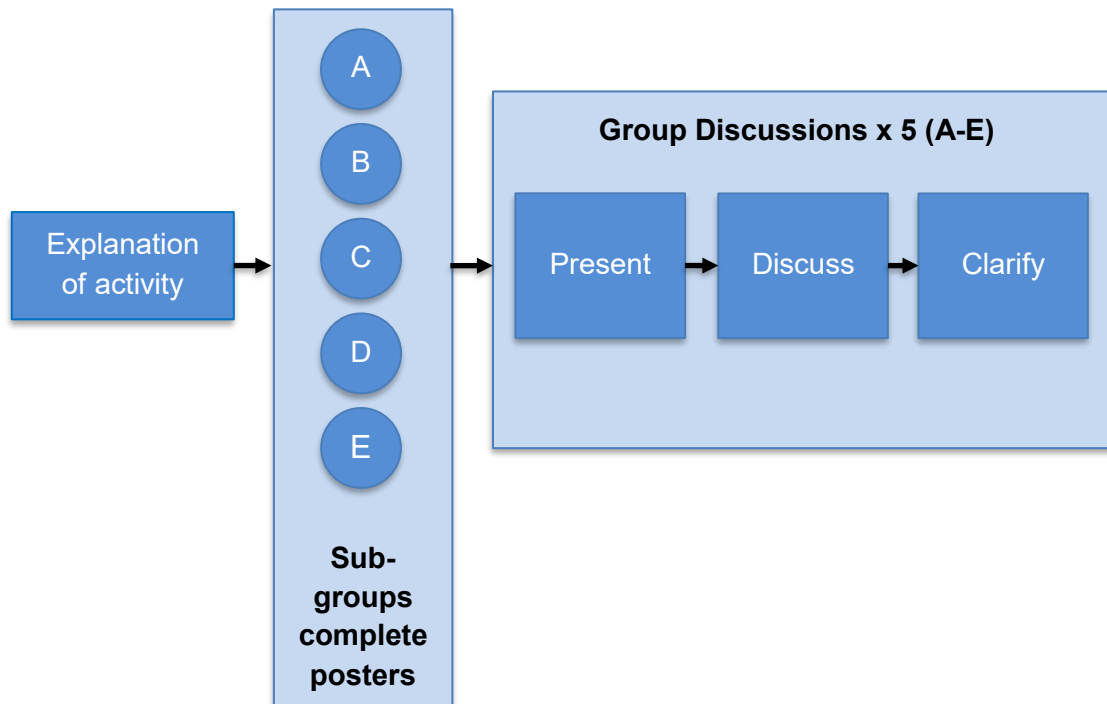 Explanation
of activity
A
B
C
D
E
Sub-
groups
complete
posters
Group Discussions x 5 (A-E)
Present
Discuss
Clarify